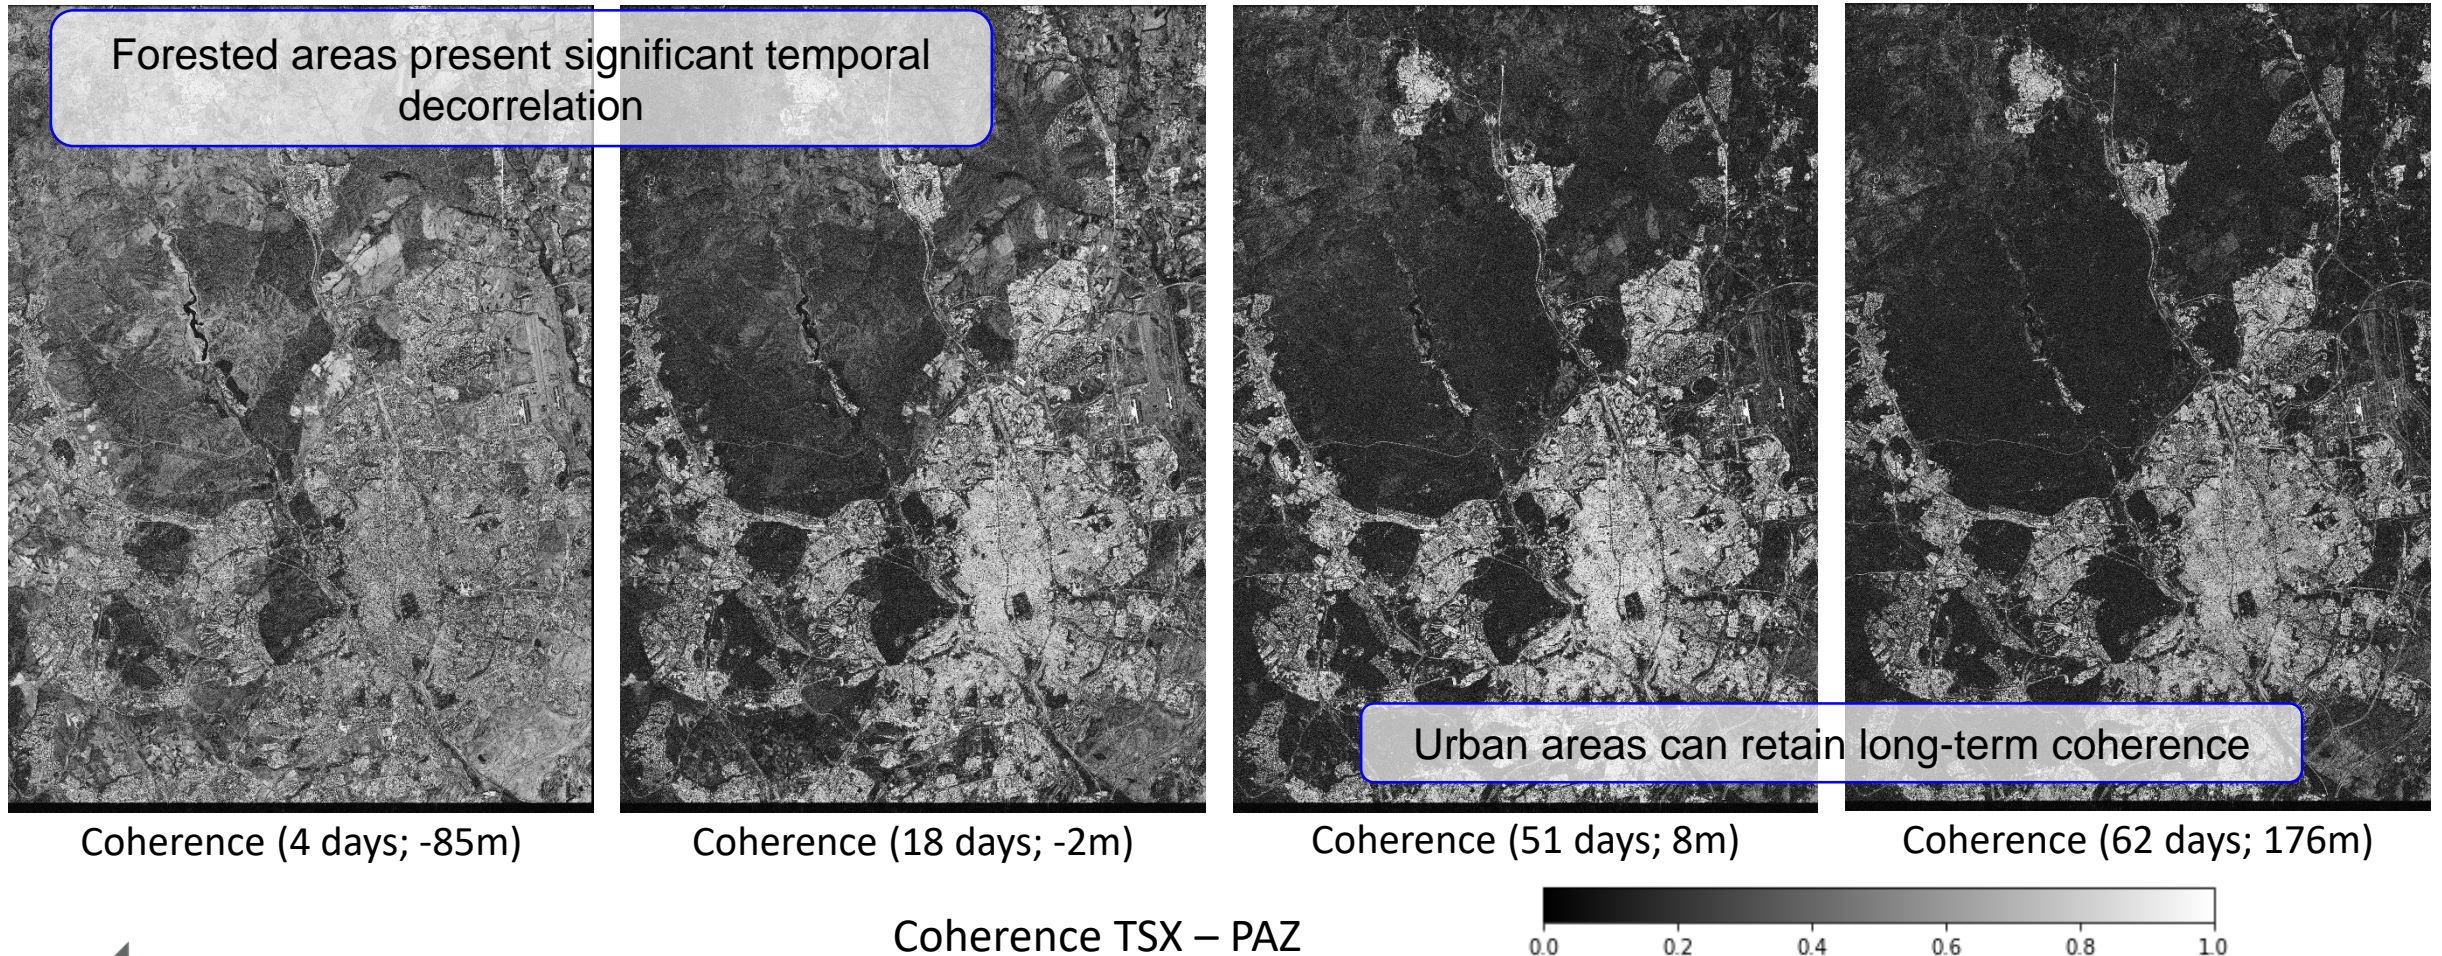 Forested areas present significant temporal
decorrelation
Urban areas can retain long-term coherence
Coherence (4 days; -85m)
Coherence (18 days; -2m)
Coherence (51 days; 8m)
Coherence (62 days; 176m)
Coherence TSX – PAZ
0.0 0.2 0.4 0.6 0.8 1.0